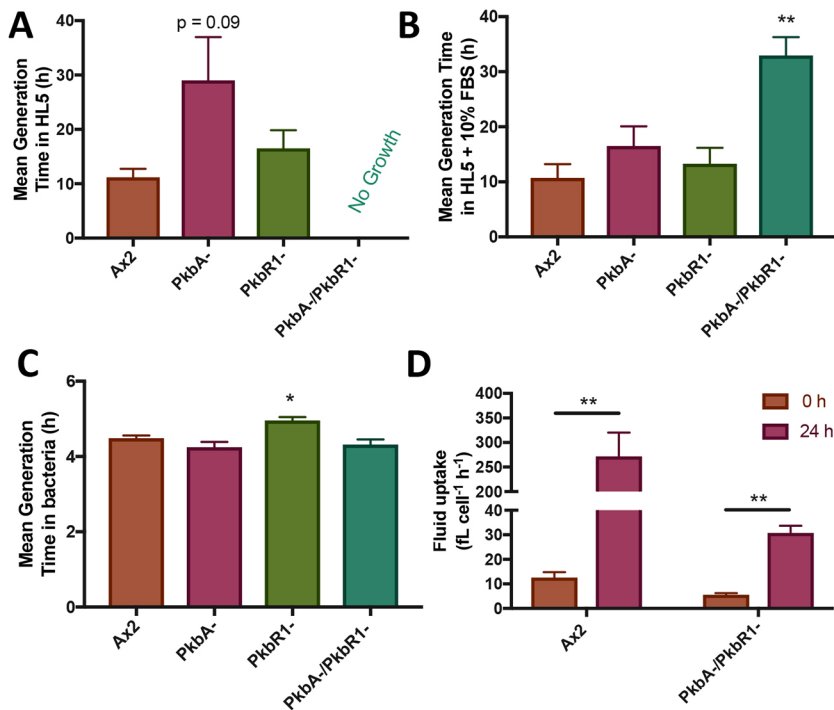 A
p = 0.09
Mean Generation
Time in HL5 (h)
40
30
20
10
0
No Growth
Ax2
PkbA-
PkbR1-
PkbA-/PkbR1-
B
**
Mean Generation Time
in HL5 + 10% FBS (h)
40
30
20
10
0
Ax2
PkbA-
PkbR1-
PkbA-/PkbR1-
C
*
Mean Generation
Time in bacteria (h)
6
4
2
0
Ax2
PkbA-
PkbR1-
PkbA-/PkbR1-
D
0 h
24 h
**
**
Fluid uptake
(fL cell⁻¹ h⁻¹)
400
350
300
250
200
40
30
20
10
0
Ax2
PkbA-/PkbR1-